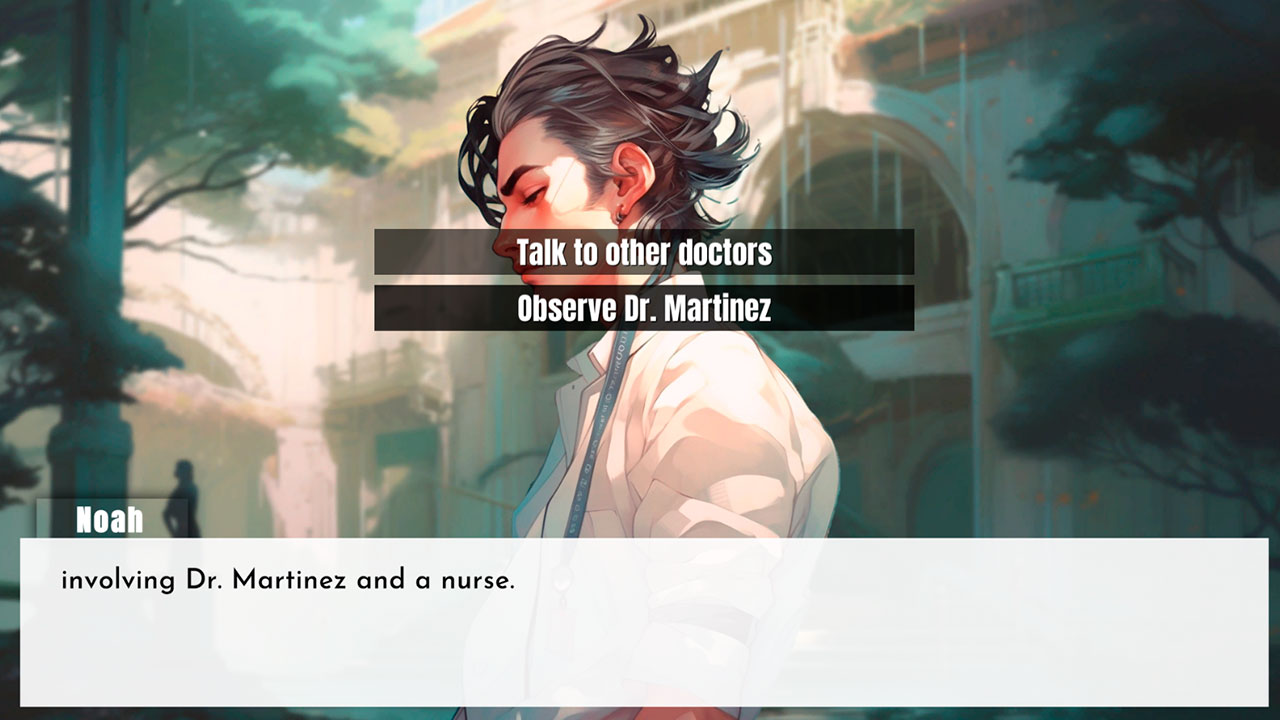 Talk to other doctors
Observe Dr. Martinez
Noah
involving Dr. Martinez and a nurse.